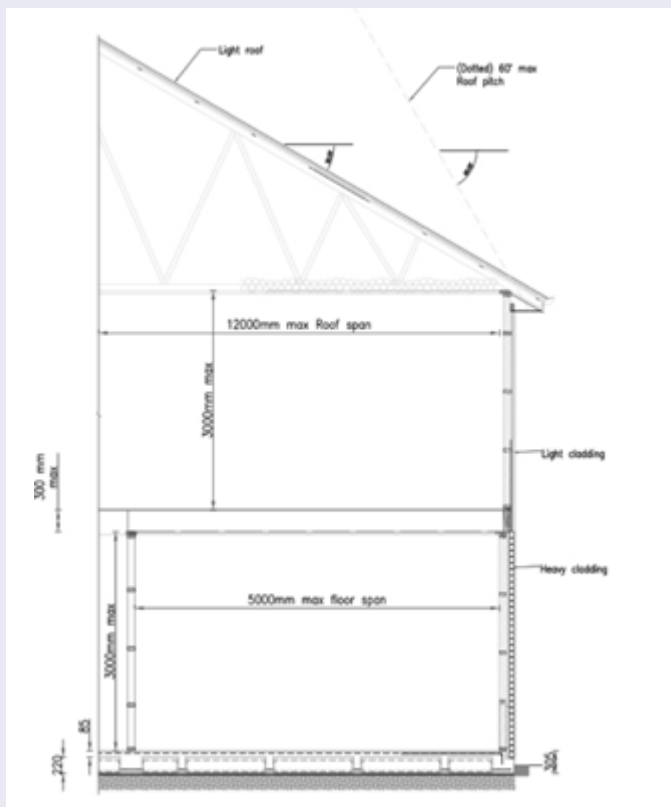 Light roof
(Dotted) 60° max
Roof pitch
12000mm max Roof span
3000mm max
300 mm
max
Light cladding
Heavy cladding
5000mm max floor span
3000mm max
85
220
305